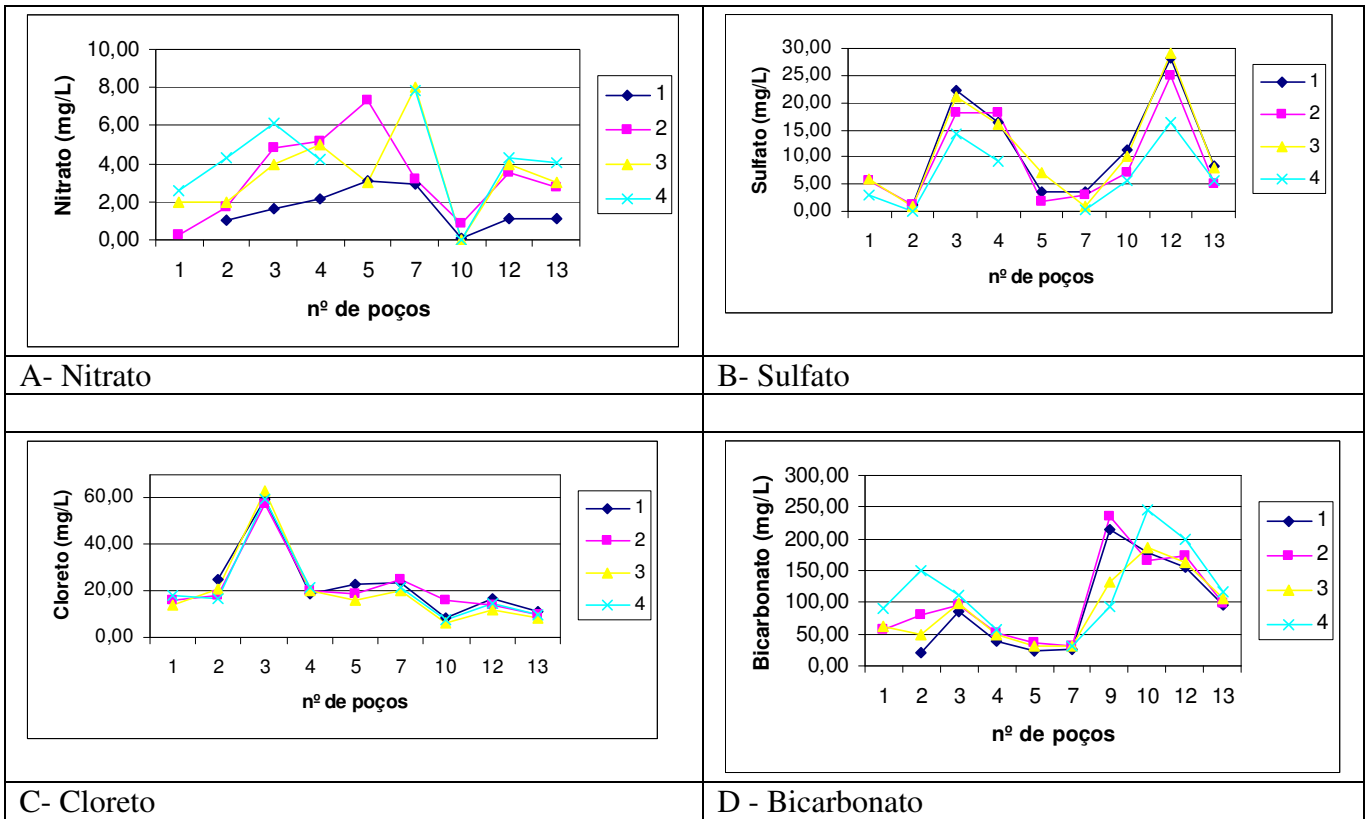 Nitrato (mg/L)
10,00
8,00
6,00
4,00
2,00
0,00
1 2 3 4 5 7 10 12 13
nº de poços
1
2
3
4
A- Nitrato
Sulfato (mg/L)
30,00
25,00
20,00
15,00
10,00
5,00
0,00
1 2 3 4 5 7 10 12 13
nº de poços
1
2
3
4
B- Sulfato
Cloreto (mg/L)
60,00
40,00
20,00
0,00
1 2 3 4 5 7 10 12 13
nº de poços
1
2
3
4
C- Cloreto
Bicarbonato (mg/L)
300,00
250,00
200,00
150,00
100,00
50,00
0,00
1 2 3 4 5 7 9 10 12 13
nº de poços
1
2
3
4
D - Bicarbonato